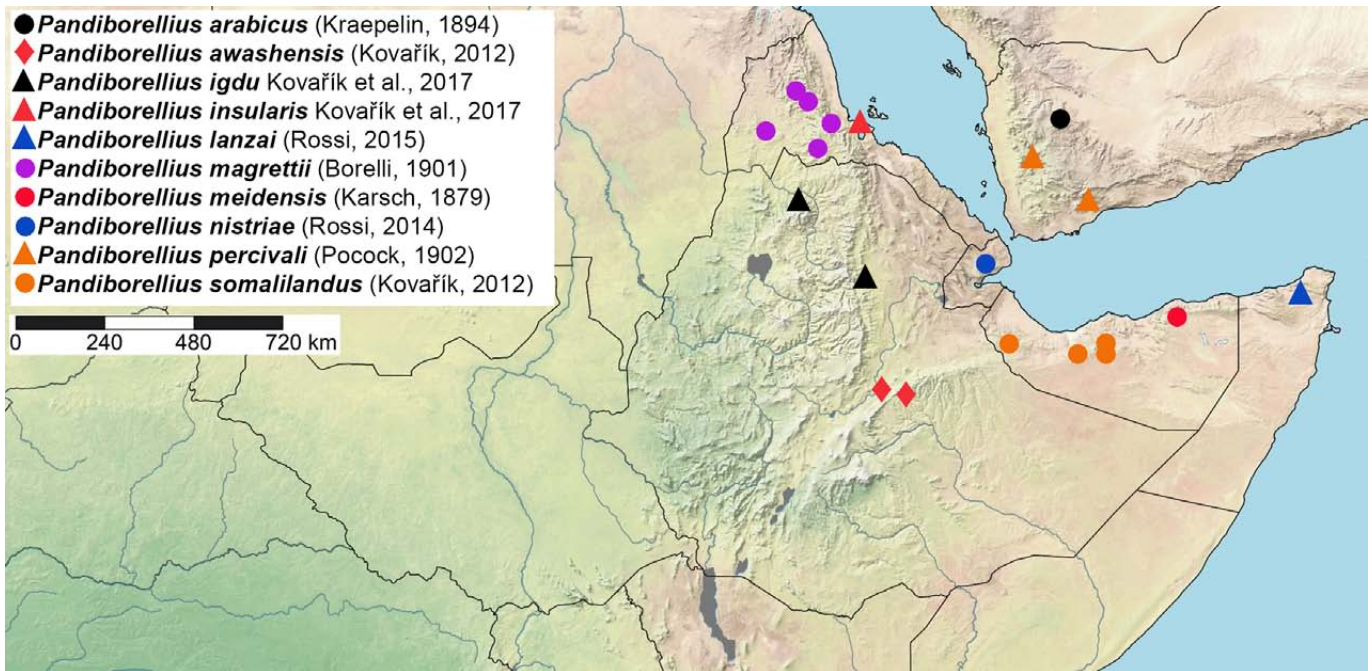 Pandiborellius arabicus (Kraepelin, 1894)
Pandiborellius awashensis (Kovařík, 2012)
Pandiborellius igdu Kovařík et al., 2017
Pandiborellius insularis Kovařík et al., 2017
Pandiborellius lanzai (Rossi, 2015)
Pandiborellius magrettii (Borelli, 1901)
Pandiborellius meidensis (Karsch, 1879)
Pandiborellius nistriae (Rossi, 2014)
Pandiborellius percivali (Pocock, 1902)
Pandiborellius somalilandus (Kovařík, 2012)
0 240 480 720 km